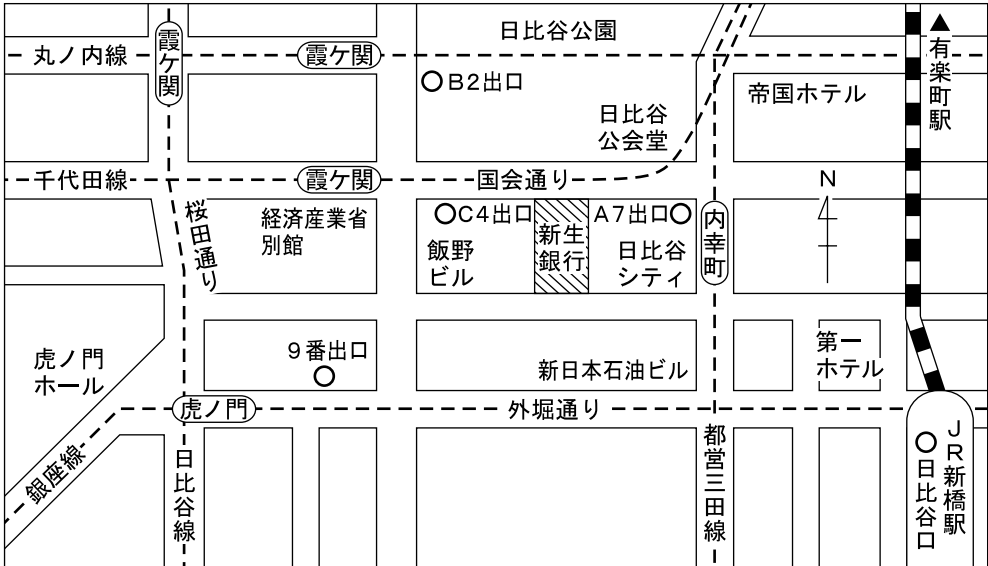 日比谷公園
丸ノ内線
霞ケ関
霞ケ関
▲有楽町駅
B2出口
帝国ホテル
日比谷
公会堂
千代田線
霞ケ関
国会通り
N
桜田通り
経済産業省
別館
C4出口
飯野
ビル
新生
銀行
A7出口
日比谷
シティ
内幸町
虎ノ門
ホール
9番出口
新日本石油ビル
第一
ホテル
虎ノ門
外堀通り
銀座線
日比谷線
都営三田線
JR新橋駅
日比谷口